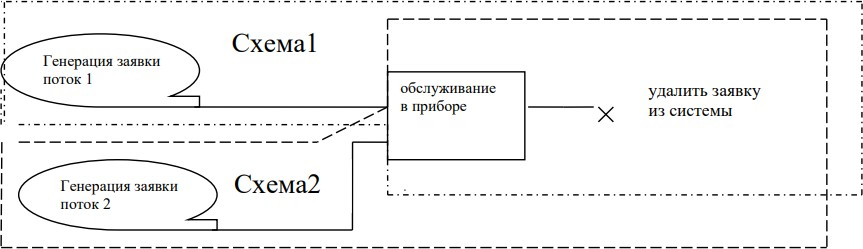 Схема1
Генерация заявки
поток 1
обслуживание
в приборе
удалить заявку
из системы
Схема2
Генерация заявки
поток 2